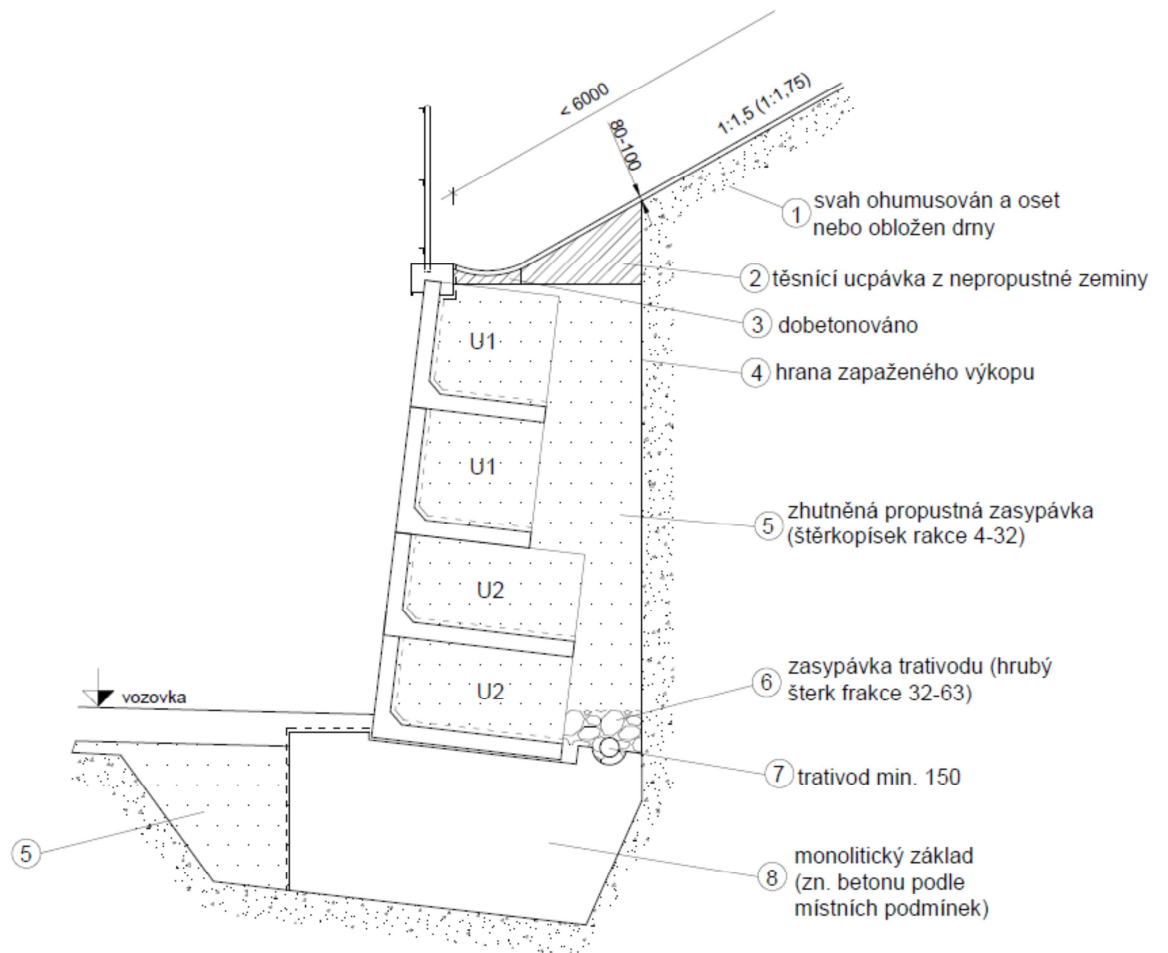 < 6000
80-100
1:1,5 (1:1,75)
1 svah ohumusován a oset
nebo obložen drny
2 těsnící ucpávka z nepropustné zeminy
3 dobetonováno
U1
4 hrana zapaženého výkopu
U1
5 zhutněná propustná zasypávka
(štěrkopísek rakce 4-32)
U2
6 zasypávka trativodu (hrubý
šterk frakce 32-63)
U2
vozovka
7 trativod min. 150
5
8 monolitický základ
(zn. betonu podle
místních podmínek)